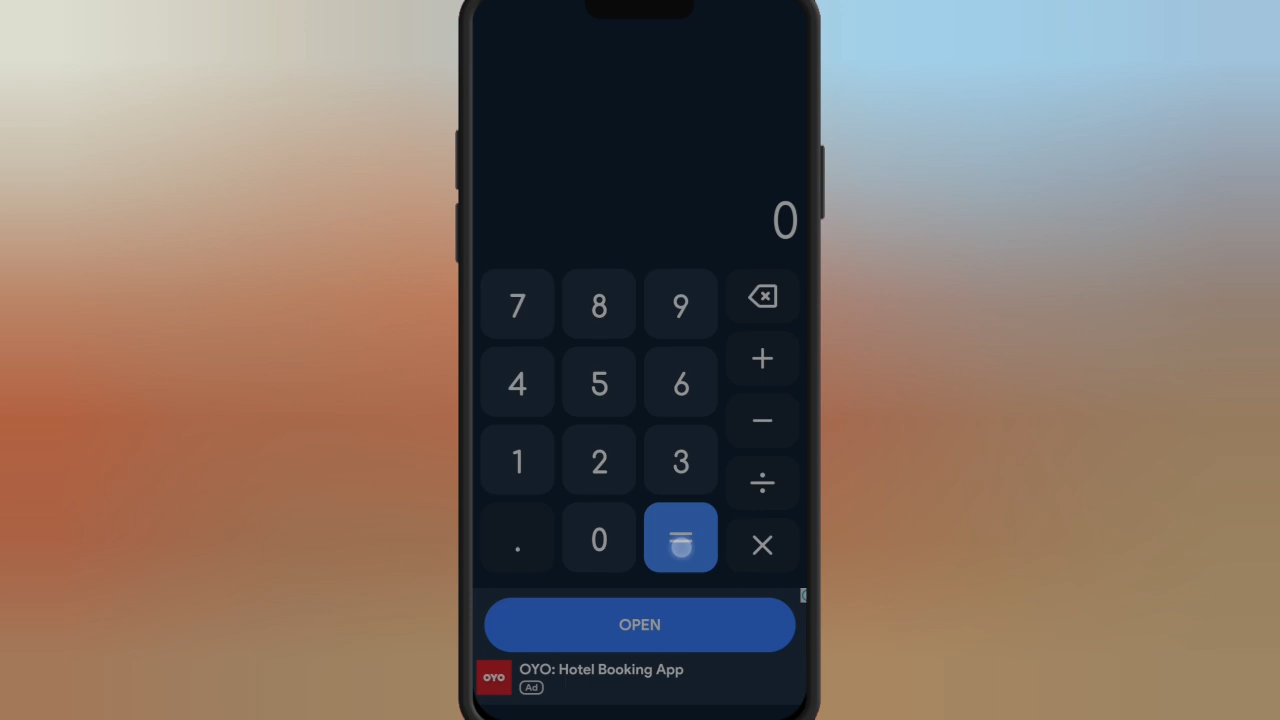 0
7 8 9
+
4 5 6
−
1 2 3
÷
. 0 = ×
OPEN
OYO
OYO: Hotel Booking App
Ad